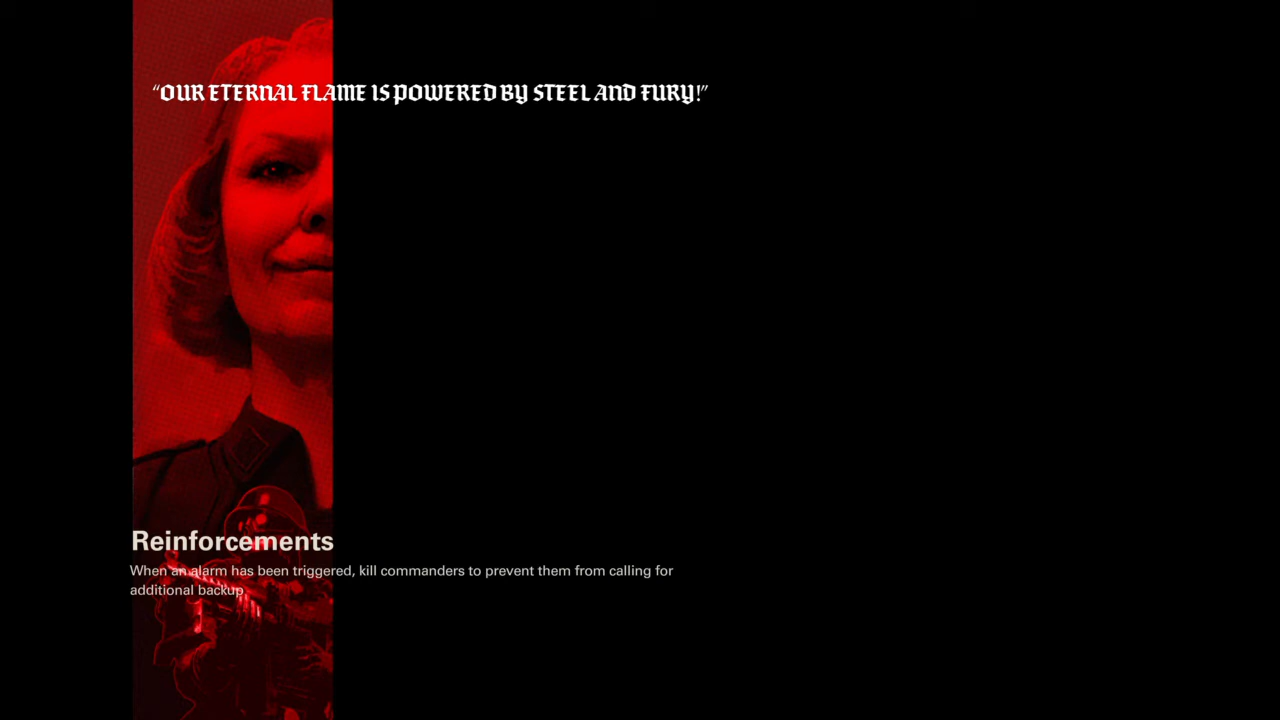 “OUR ETERNAL FLAME IS POWERED BY STEEL AND FURY!”
Reinforcements
When an alarm has been triggered, kill commanders to prevent them from calling for
additional backup.